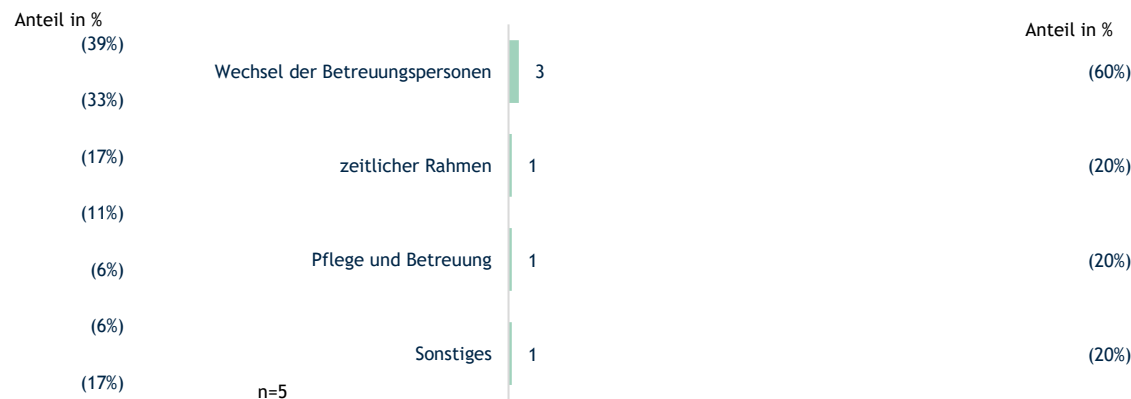 Anteil in %
(39%)
(33%)
(17%)
(11%)
(6%)
(6%)
(17%)
Anteil in %
Wechsel der Betreuungspersonen 3 (60%)
zeitlicher Rahmen 1 (20%)
Pflege und Betreuung 1 (20%)
Sonstiges 1 (20%)
n=5